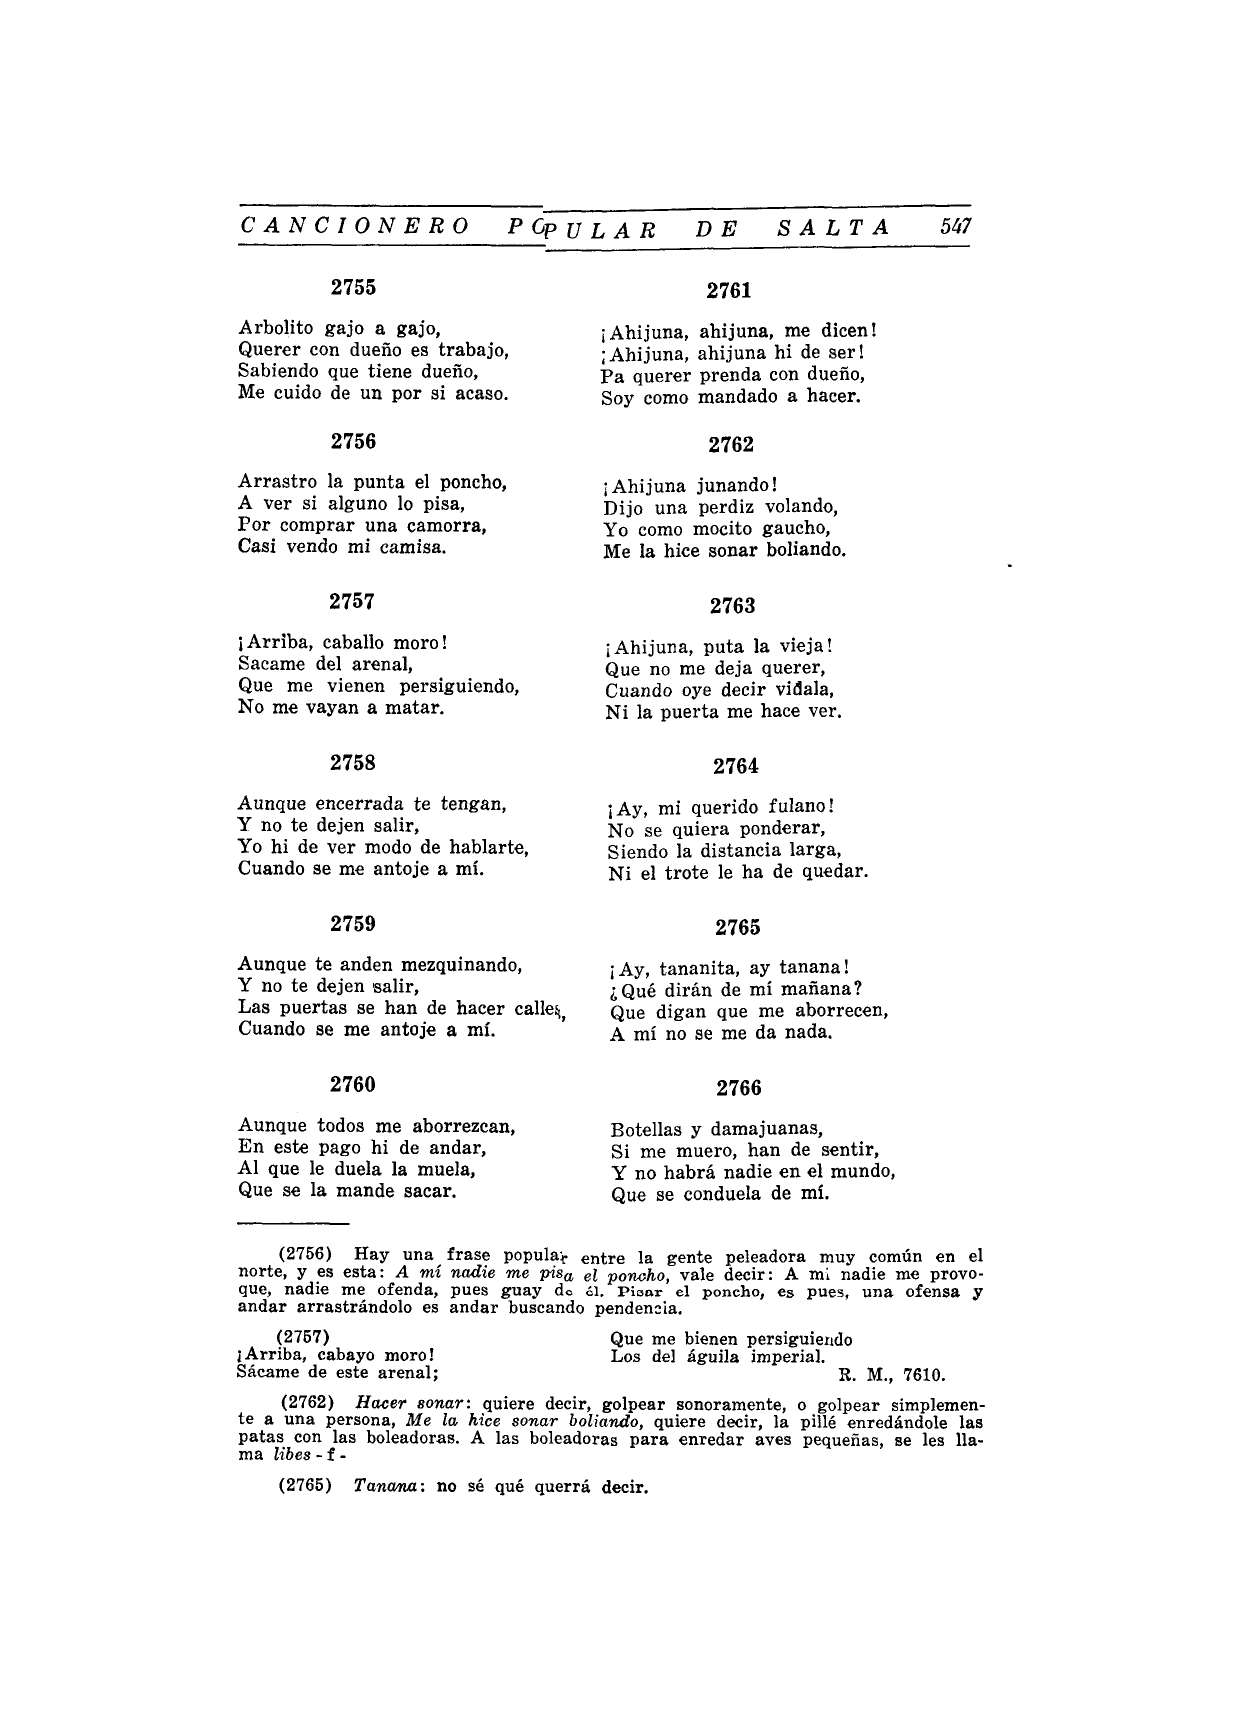 CANCIONERO POPULAR DE SALTA 547
2755
Arbolito gajo a gajo,
Querer con dueño es trabajo,
Sabiendo que tiene dueño,
Me cuido de un por si acaso.
2756
Arrastro la punta el poncho,
A ver si alguno lo pisa,
Por comprar una camorra,
Casi vendo mi camisa.
2757
¡Arriba, caballo moro!
Sacame del arenal,
Que me vienen persiguiendo,
No me vayan a matar.
2758
Aunque encerrada te tengan,
Y no te dejen salir,
Yo hi de ver modo de hablarte,
Cuando se me antoje a mí.
2759
Aunque te anden mezquinando,
Y no te dejen salir,
Las puertas se han de hacer calles,
Cuando se me antoje a mí.
2760
Aunque todos me aborrezcan,
En este pago hi de andar,
Al que le duela la muela,
Que se la mande sacar.
2761
¡Ahijuna, ahijuna, me dicen!
¡Ahijuna, ahijuna hi de ser!
Pa querer prenda con dueño,
Soy como mandado a hacer.
2762
¡Ahijuna junando!
Dijo una perdiz volando,
Yo como mocito gaucho,
Me la hice sonar boliando.
2763
¡Ahijuna, puta la vieja!
Que no me deja querer,
Cuando oye decir vidala,
Ni la puerta me hace ver.
2764
¡Ay, mi querido fulano!
No se quiera ponderar,
Siendo la distancia larga,
Ni el trote le ha de quedar.
2765
¡Ay, tananita, ay tanana!
¿Qué dirán de mí mañana?
Que digan que me aborrecen,
A mí no se me da nada.
2766
Botellas y damajuanas,
Si me muero, han de sentir,
Y no habrá nadie en el mundo,
Que se conduela de mí.
(2756) Hay una frase popular entre la gente peleadora muy común en el
norte, y es esta: A mí nadie me pisa el poncho, vale decir: A mi nadie me provo-
que, nadie me ofenda, pues guay de él. Pisar el poncho, es pues, una ofensa y
andar arrastrándolo es andar buscando pendencia.
(2757)
¡Arriba, cabayo moro!
Sácame de este arenal;
Que me bienen persiguiendo
Los del águila imperial.
R. M., 7610.
(2762) Hacer sonar: quiere decir, golpear sonoramente, o golpear simplemen-
te a una persona, Me la hice sonar boliando, quiere decir, la pillé enredándole las
patas con las boleadoras. A las boleadoras para enredar aves pequeñas, se les lla-
ma libes - f -
(2765) Tanana: no sé qué querrá decir.